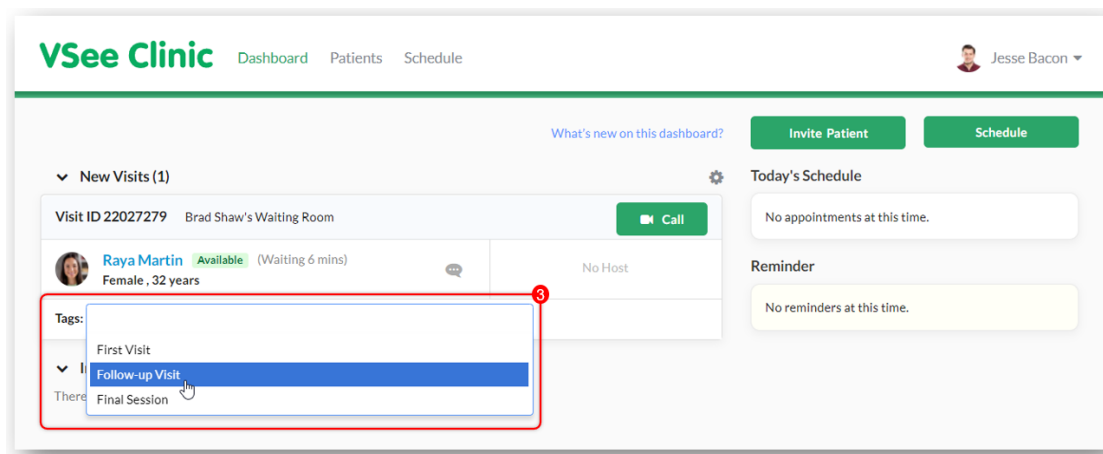 VSee Clinic Dashboard Patients Schedule Jesse Bacon
What's new on this dashboard? Invite Patient Schedule
New Visits (1)
Today's Schedule
Visit ID 22027279 Brad Shaw's Waiting Room Call
No appointments at this time.
Raya Martin Available (Waiting 6 mins)
Female , 32 years
No Host
Reminder
3
No reminders at this time.
Tags:
First Visit
Follow-up Visit
There
Final Session